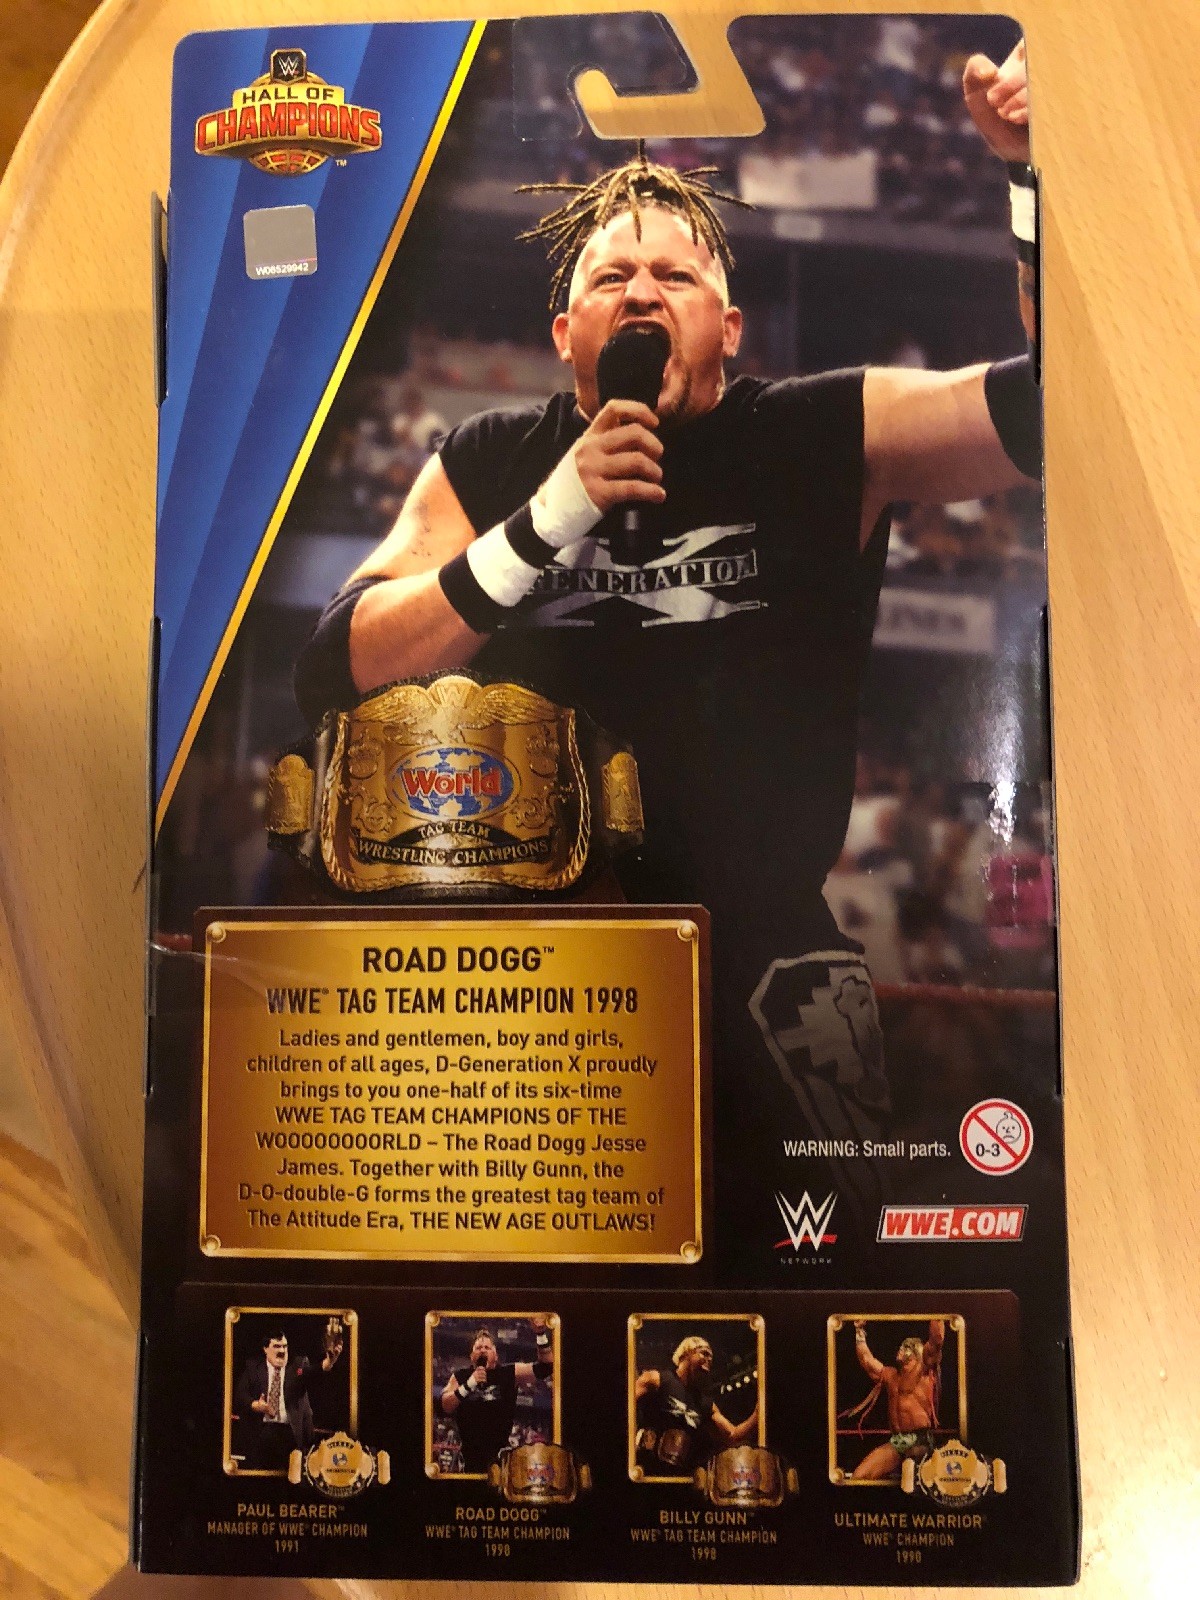 W
HALL OF
CHAMPIONS
™
W08529942
GENERATION
World
TAG TEAM
WRESTLING CHAMPIONS
ROAD DOGG™
WWE® TAG TEAM CHAMPION 1998
Ladies and gentlemen, boy and girls,
children of all ages, D-Generation X proudly
brings to you one-half of its six-time
WWE TAG TEAM CHAMPIONS OF THE
WOOOOOOOORLD – The Road Dogg Jesse
James. Together with Billy Gunn, the
D-O-double-G forms the greatest tag team of
The Attitude Era, THE NEW AGE OUTLAWS!
WARNING: Small parts.
0-3
W
NETWORK
WWE.COM
PAUL BEARER™
MANAGER OF WWE® CHAMPION
1991
ROAD DOGG™
WWE® TAG TEAM CHAMPION
1998
BILLY GUNN™
WWE® TAG TEAM CHAMPION
1998
ULTIMATE WARRIOR™
WWE® CHAMPION
1990